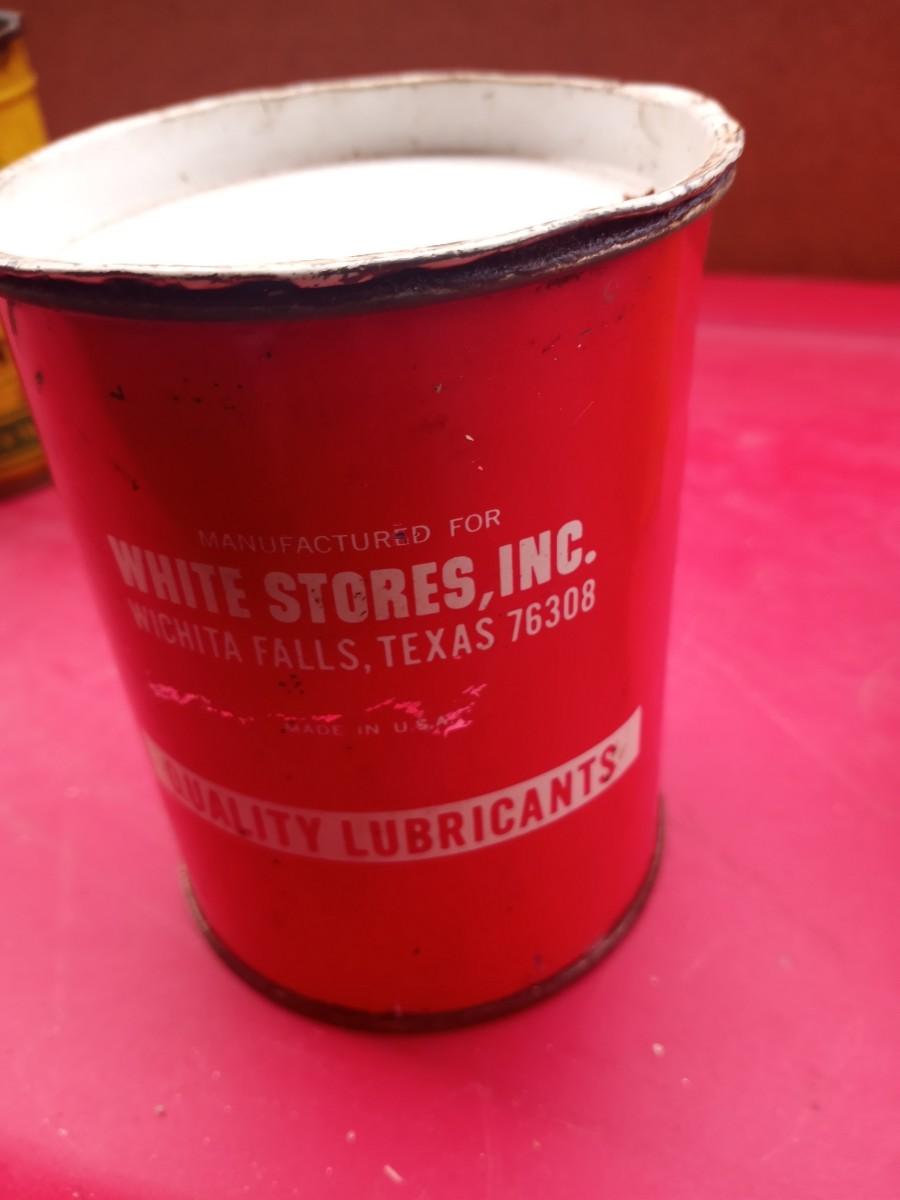 MANUFACTURED FOR
WHITE STORES, INC.
WICHITA FALLS, TEXAS 76308
MADE IN U.S.A.
QUALITY LUBRICANTS